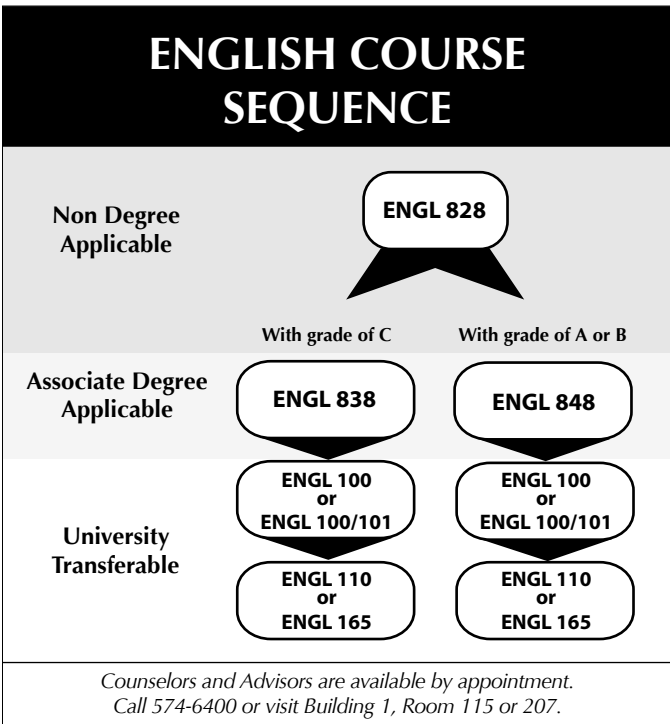 ENGLISH COURSE
SEQUENCE
Non Degree
Applicable
ENGL 828
With grade of C
With grade of A or B
Associate Degree
Applicable
ENGL 838
ENGL 848
University
Transferable
ENGL 100
or
ENGL 100/101
ENGL 100
or
ENGL 100/101
ENGL 110
or
ENGL 165
ENGL 110
or
ENGL 165
Counselors and Advisors are available by appointment.
Call 574-6400 or visit Building 1, Room 115 or 207.